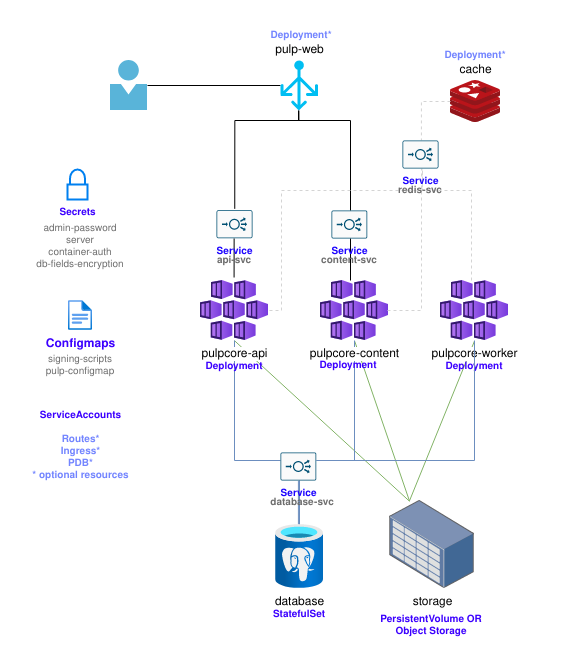 Deployment*
pulp-web
Deployment*
cache
Service
redis-svc
Secrets
admin-password
server
container-auth
db-fields-encryption
Service
api-svc
Service
content-svc
Configmaps
signing-scripts
pulp-configmap
pulpcore-api
Deployment
pulpcore-content
Deployment
pulpcore-worker
Deployment
ServiceAccounts
Routes*
Ingress*
PDB*
* optional resources
Service
database-svc
database
StatefulSet
storage
PersistentVolume OR
Object Storage